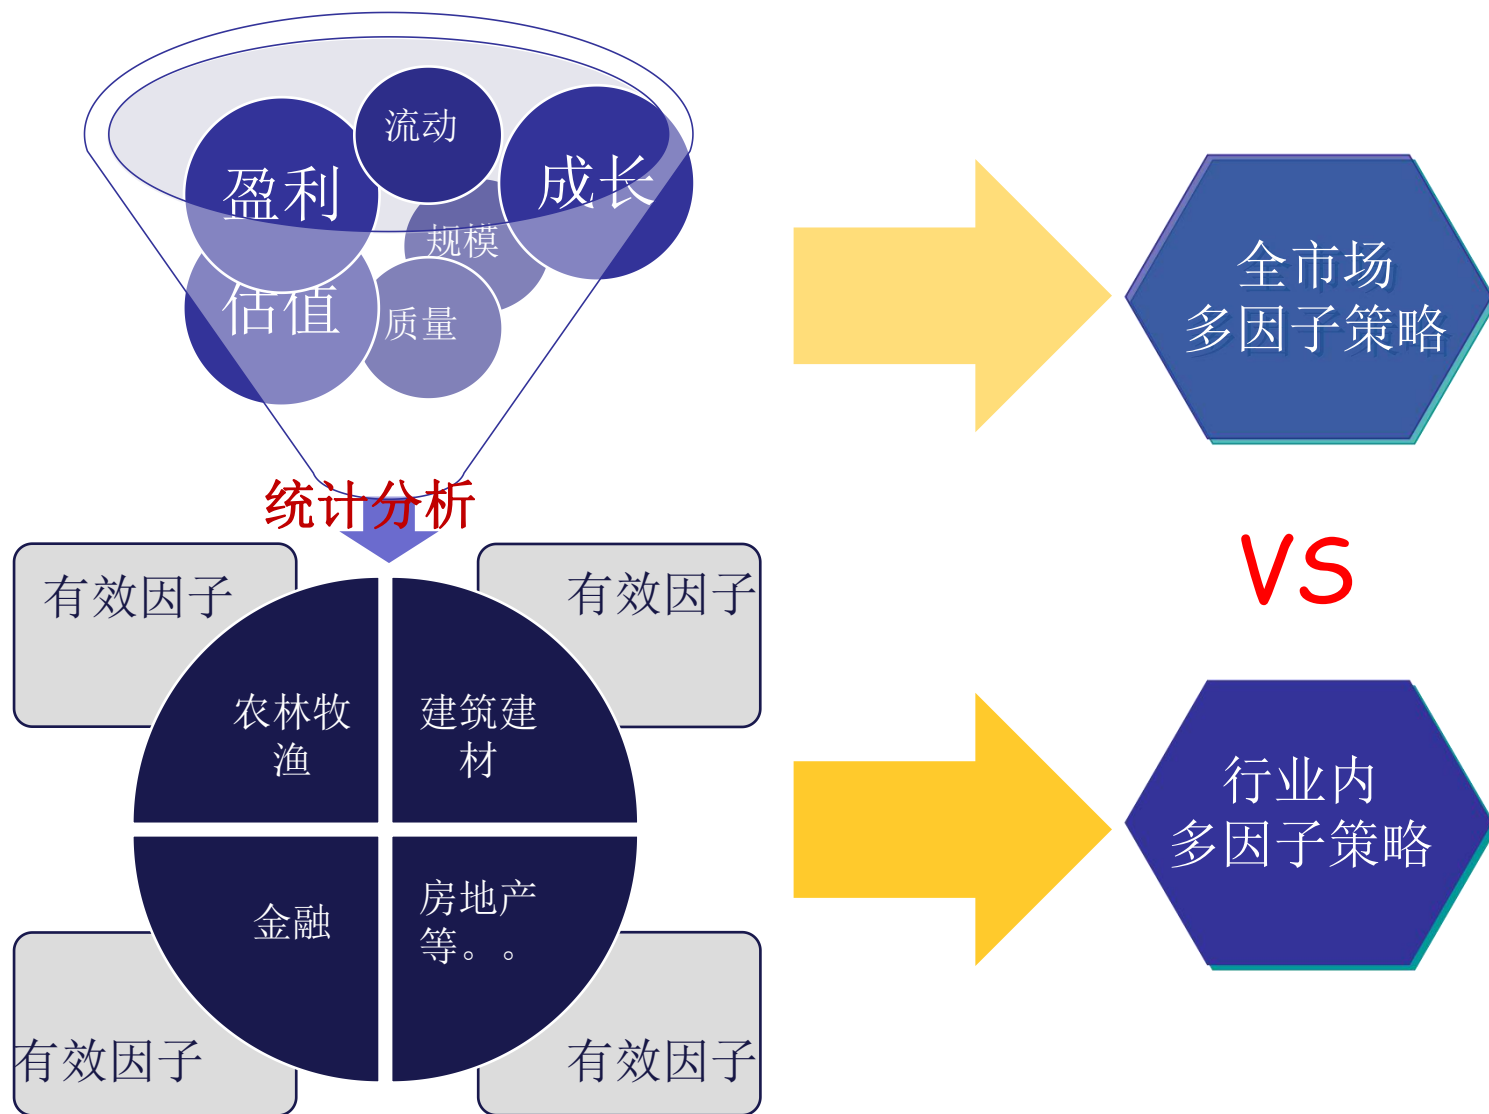 流动
盈利
成长
规模
估值
质量
统计分析
有效因子
有效因子
农林牧
渔
建筑建
材
金融
房地产
等。。
有效因子
有效因子
全市场
多因子策略
VS
行业内
多因子策略